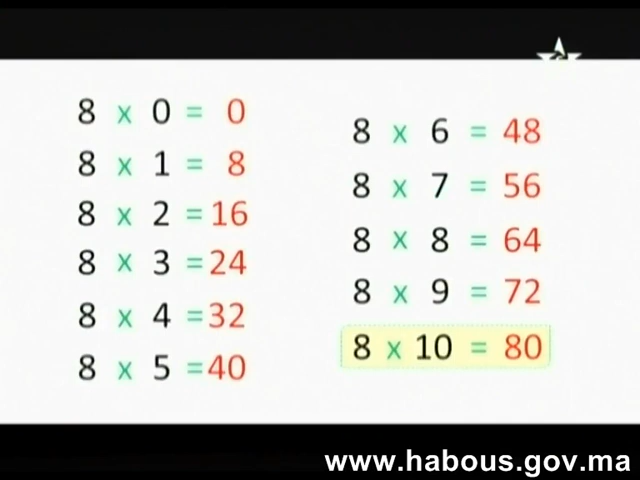 8 x 0 = 0
8 x 1 = 8
8 x 2 = 16
8 x 3 = 24
8 x 4 = 32
8 x 5 = 40
8 x 6 = 48
8 x 7 = 56
8 x 8 = 64
8 x 9 = 72
8 x 10 = 80
www.habous.gov.ma